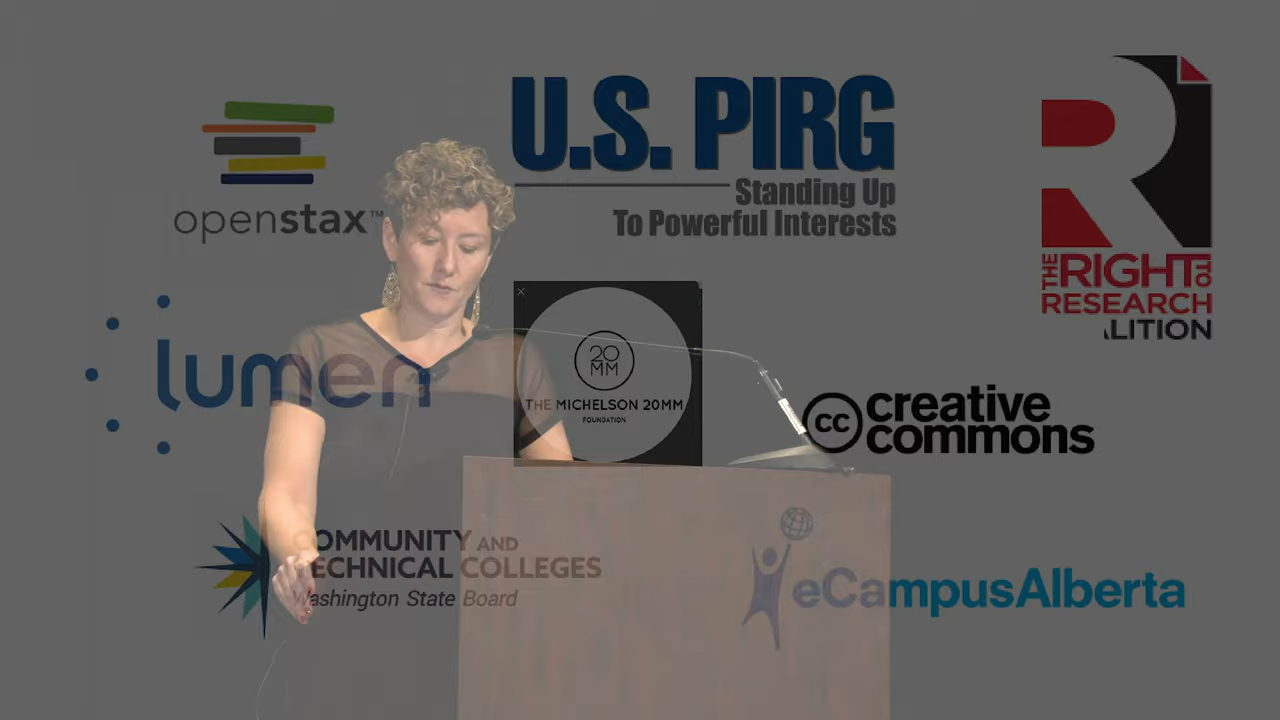 openstax™
U.S. PIRG
Standing Up
To Powerful Interests
R
THE RIGHT TO
RESEARCH
LITION
lumen
20
MM
THE MICHELSON 20MM
FOUNDATION
cc
creative
commons
COMMUNITY AND
TECHNICAL COLLEGES
Washington State Board
eCampusAlberta